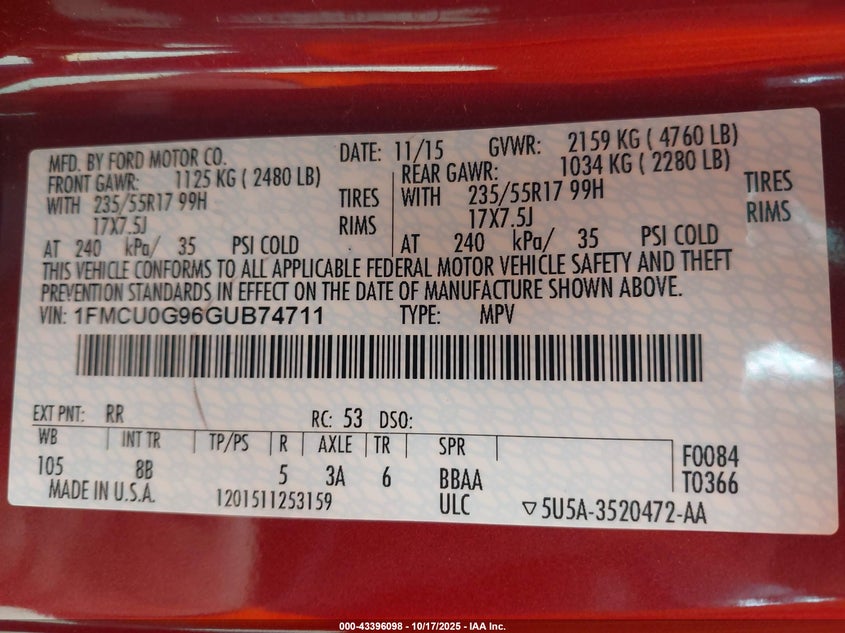 MFD. BY FORD MOTOR CO. DATE: 11/15 GVWR: 2159 KG ( 4760 LB)
FRONT GAWR: 1125 KG ( 2480 LB) REAR GAWR: 1034 KG ( 2280 LB)
WITH 235/55R17 99H TIRES WITH 235/55R17 99H TIRES
17X7.5J RIMS 17X7.5J RIMS
AT 240 kPa/ 35 PSI COLD AT 240 kPa/ 35 PSI COLD
THIS VEHICLE CONFORMS TO ALL APPLICABLE FEDERAL MOTOR VEHICLE SAFETY AND THEFT
PREVENTION STANDARDS IN EFFECT ON THE DATE OF MANUFACTURE SHOWN ABOVE.
VIN: 1FMCU0G96GUB74711 TYPE: MPV
EXT PNT: RR RC: 53 DSO:
WB INT TR TP/PS R AXLE TR SPR F0084
105 8B 5 3A 6 BBAA T0366
MADE IN U.S.A. 1201511253159 ULC ▽5U5A-3520472-AA
000-43396098 - 10/17/2025 - IAA Inc.